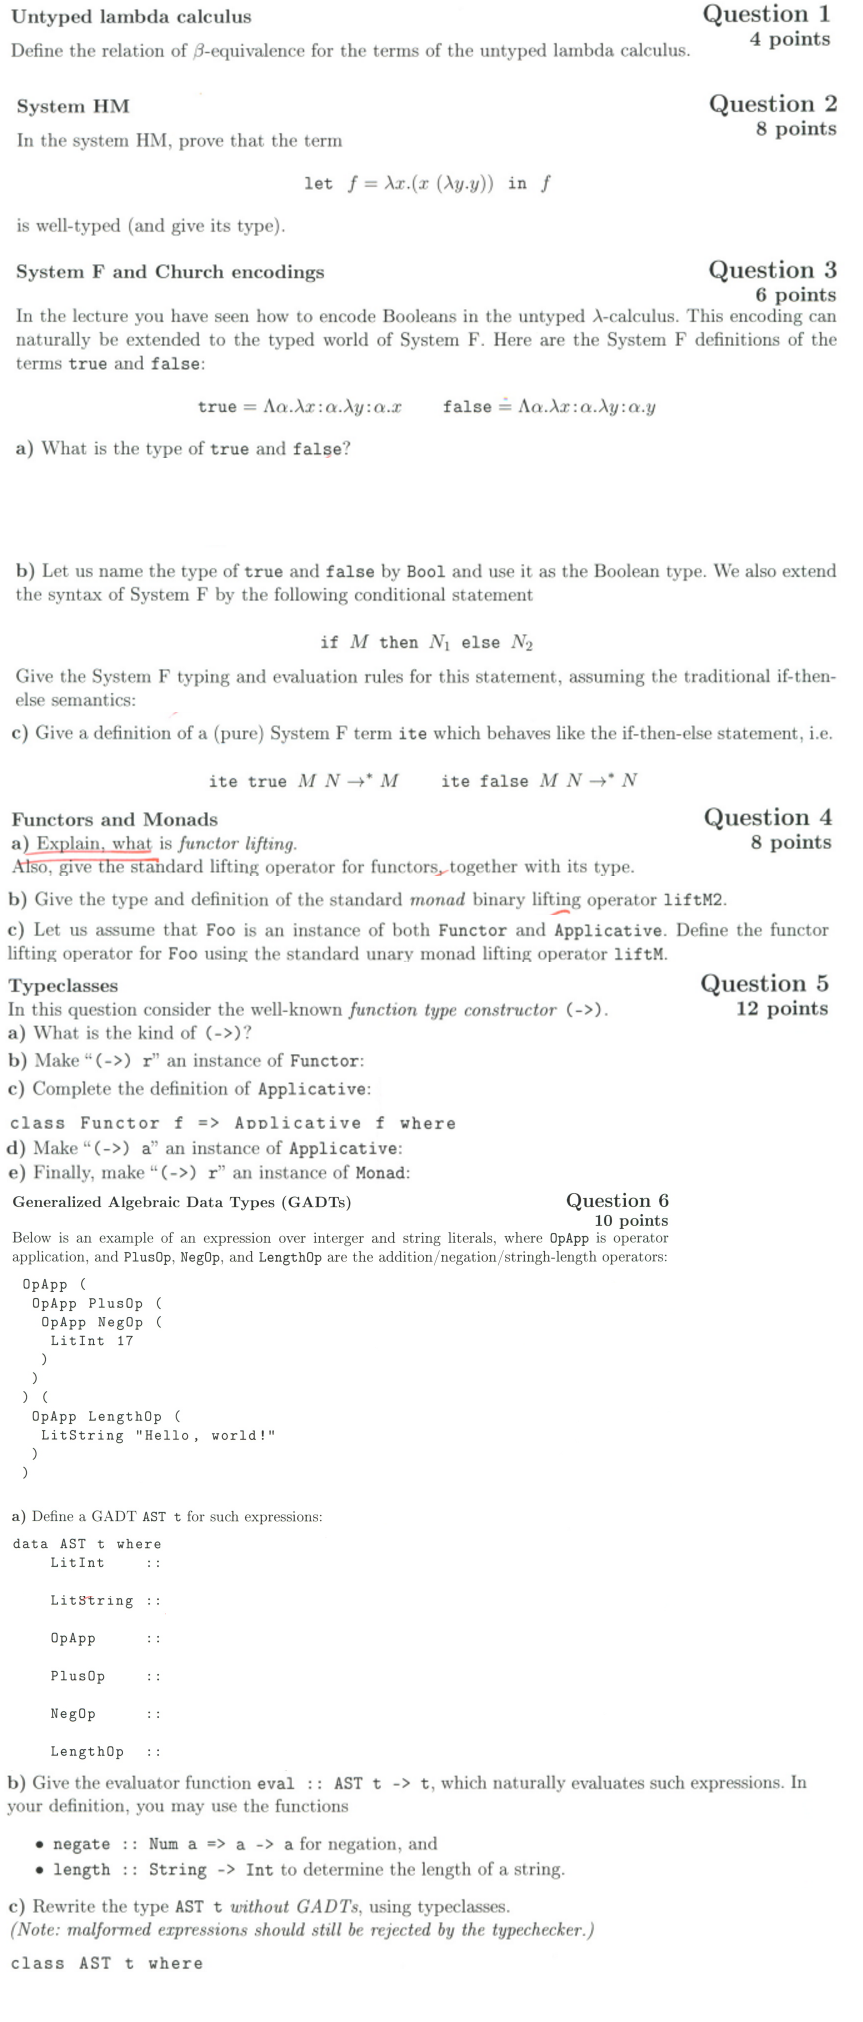 Untyped lambda calculus
Question 1
4 points
Define the relation of β-equivalence for the terms of the untyped lambda calculus.
System HM
Question 2
8 points
In the system HM, prove that the term
let f = λx.(x (λy.y)) in f
is well-typed (and give its type).
System F and Church encodings
Question 3
6 points
In the lecture you have seen how to encode Booleans in the untyped λ-calculus. This encoding can
naturally be extended to the typed world of System F. Here are the System F definitions of the
terms true and false:
true = Λα.λx:α.λy:α.x false = Λα.λx:α.λy:α.y
a) What is the type of true and false?
b) Let us name the type of true and false by Bool and use it as the Boolean type. We also extend
the syntax of System F by the following conditional statement
if M then N₁ else N₂
Give the System F typing and evaluation rules for this statement, assuming the traditional if-then-
else semantics:
c) Give a definition of a (pure) System F term ite which behaves like the if-then-else statement, i.e.
ite true M N →* M ite false M N →* N
Functors and Monads
Question 4
8 points
a) Explain, what is functor lifting.
Also, give the standard lifting operator for functors, together with its type.
b) Give the type and definition of the standard monad binary lifting operator liftM2.
c) Let us assume that Foo is an instance of both Functor and Applicative. Define the functor
lifting operator for Foo using the standard unary monad lifting operator liftM.
Typeclasses
Question 5
12 points
In this question consider the well-known function type constructor (->).
a) What is the kind of (->)?
b) Make “(->) r” an instance of Functor:
c) Complete the definition of Applicative:
class Functor f => Applicative f where
d) Make “(->) a” an instance of Applicative:
e) Finally, make “(->) r” an instance of Monad:
Generalized Algebraic Data Types (GADTs)
Question 6
10 points
Below is an example of an expression over interger and string literals, where OpApp is operator
application, and PlusOp, NegOp, and LengthOp are the addition/negation/stringh-length operators:
OpApp (
OpApp PlusOp (
OpApp NegOp (
LitInt 17
)
)
) (
OpApp LengthOp (
LitString "Hello, world!"
)
)
a) Define a GADT AST t for such expressions:
data AST t where
LitInt ::
LitString ::
OpApp ::
PlusOp ::
NegOp ::
LengthOp ::
b) Give the evaluator function eval :: AST t -> t, which naturally evaluates such expressions. In
your definition, you may use the functions
• negate :: Num a => a -> a for negation, and
• length :: String -> Int to determine the length of a string.
c) Rewrite the type AST t without GADTs, using typeclasses.
(Note: malformed expressions should still be rejected by the typechecker.)
class AST t where